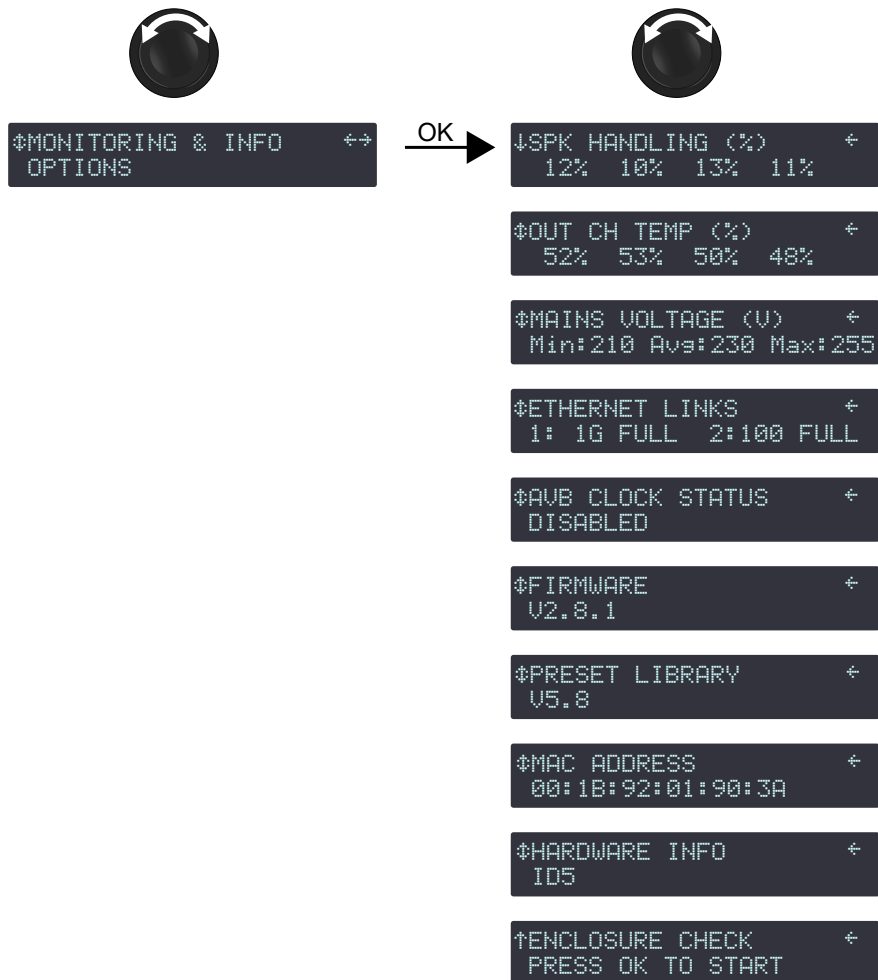 ↕MONITORING & INFO ←→
OPTIONS
OK
↓SPK HANDLING (%) ←
12% 10% 13% 11%
↕OUT CH TEMP (%) ←
52% 53% 50% 48%
↕MAINS VOLTAGE (V) ←
Min:210 Avg:230 Max:255
↕ETHERNET LINKS ←
1: 1G FULL 2:100 FULL
↕AVB CLOCK STATUS ←
DISABLED
↕FIRMWARE ←
V2.8.1
↕PRESET LIBRARY ←
V5.8
↕MAC ADDRESS ←
00:1B:92:01:90:3A
↕HARDWARE INFO ←
ID5
↑ENCLOSURE CHECK ←
PRESS OK TO START